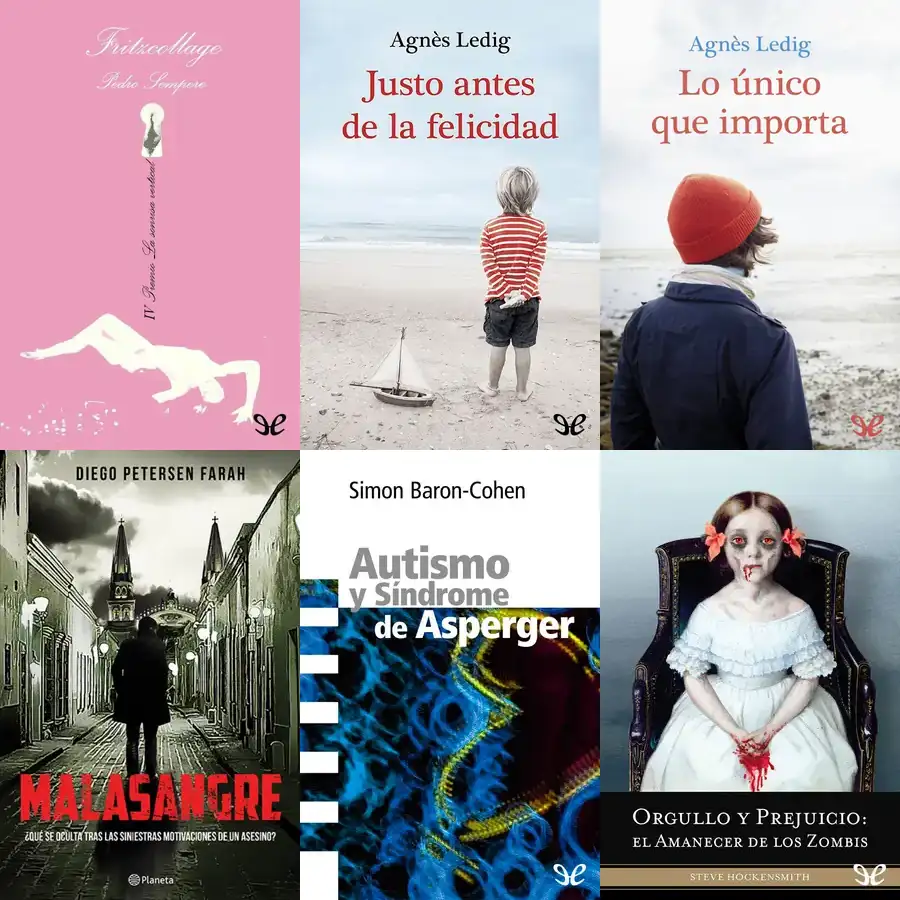 Fritzcollage
Pedro Sempere
IV Premio La sonrisa vertical
Agnès Ledig
Justo antes
de la felicidad
Agnès Ledig
Lo único
que importa
DIEGO PETERSEN FARAH
MALASANGRE
¿QUÉ SE OCULTA TRAS LAS SINIESTRAS MOTIVACIONES DE UN ASESINO?
Planeta
Simon Baron-Cohen
Autismo
y Síndrome
de Asperger
ORGULLO Y PREJUICIO:
EL AMANECER DE LOS ZOMBIS
STEVE HOCKENSMITH